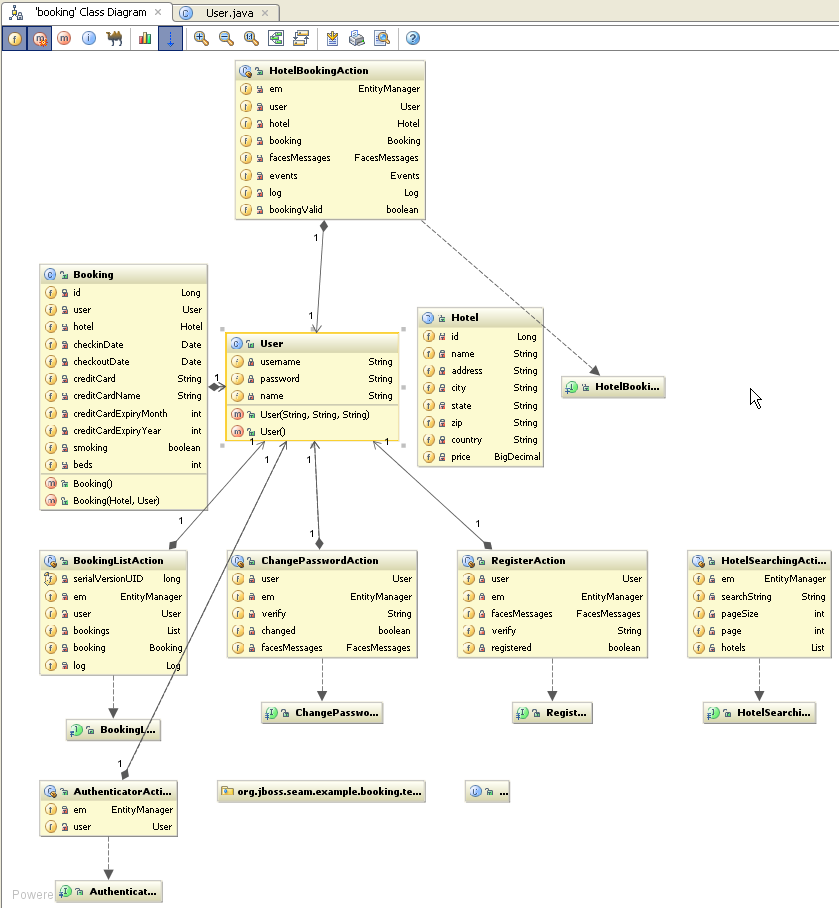 'booking' Class Diagram
User.java
HotelBookingAction
em EntityManager
user User
hotel Hotel
booking Booking
facesMessages FacesMessages
events Events
log Log
bookingValid boolean
1
1
Booking
id Long
user User
hotel Hotel
checkinDate Date
checkoutDate Date
creditCard String
creditCardName String
creditCardExpiryMonth int
creditCardExpiryYear int
smoking boolean
beds int
Booking()
Booking(Hotel, User)
1
User
username String
password String
name String
User(String, String, String)
User()
1
1
1
1
Hotel
id Long
name String
address String
city String
state String
zip String
country String
price BigDecimal
HotelBooki...
1
1
1
BookingListAction
serialVersionUID long
em EntityManager
user User
bookings List
booking Booking
log Log
ChangePasswordAction
user User
em EntityManager
verify String
changed boolean
facesMessages FacesMessages
RegisterAction
user User
em EntityManager
facesMessages FacesMessages
verify String
registered boolean
HotelSearchingActi...
em EntityManager
searchString String
pageSize int
page int
hotels List
BookingL...
ChangePasswo...
Regist...
HotelSearchi...
1
AuthenticatorActi...
em EntityManager
user User
org.jboss.seam.example.booking.te...
...
Authenticat...
Powere